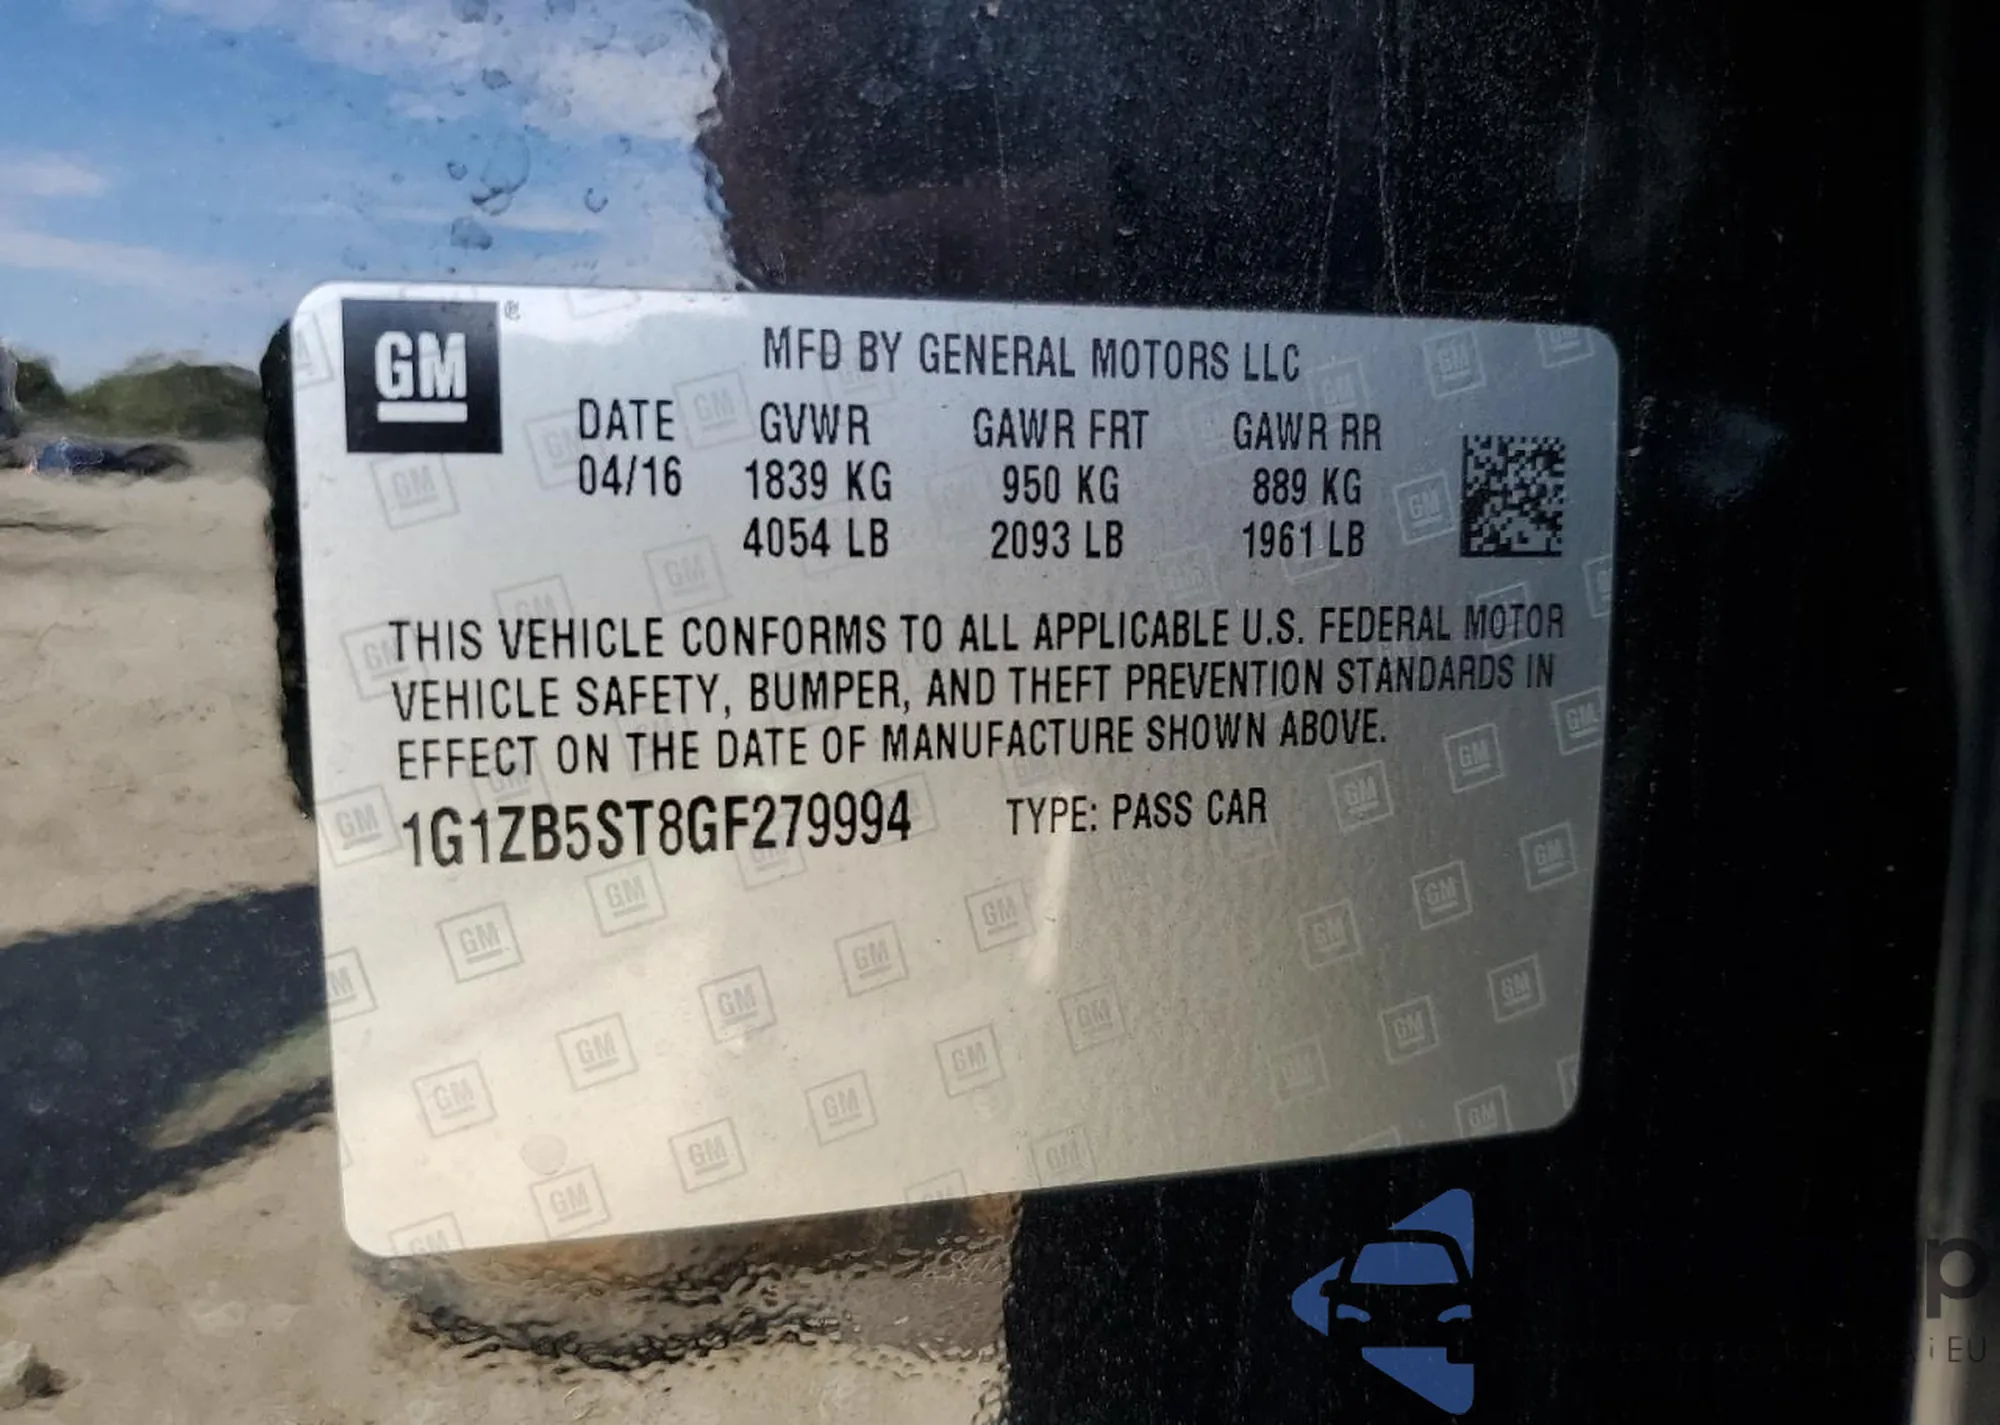 GM
MFD BY GENERAL MOTORS LLC
DATE GVWR GAWR FRT GAWR RR
04/16 1839 KG 950 KG 889 KG
4054 LB 2093 LB 1961 LB
THIS VEHICLE CONFORMS TO ALL APPLICABLE U.S. FEDERAL MOTOR
VEHICLE SAFETY, BUMPER, AND THEFT PREVENTION STANDARDS IN
EFFECT ON THE DATE OF MANUFACTURE SHOWN ABOVE.
1G1ZB5ST8GF279994 TYPE: PASS CAR